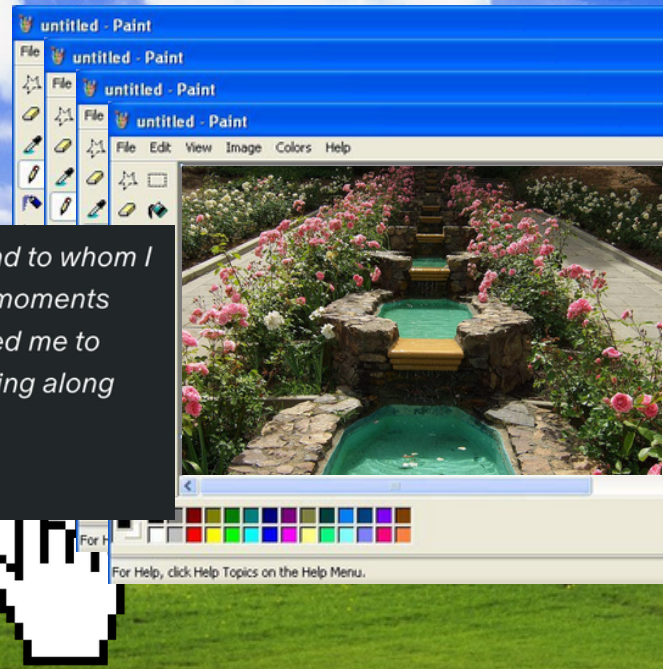 untitled - Paint
File
untitled - Paint
File
untitled - Paint
File
untitled - Paint
File Edit View Image Colors Help
nd to whom I
moments
ed me to
ing along
For H
For Help, click Help Topics on the Help Menu.